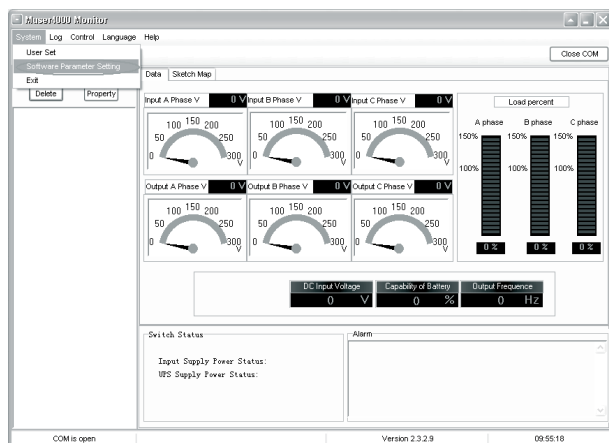 Muser4000 Monitor
System Log Control Language Help
User Set
Software Parameter Setting
Exit
Close COM
Delete Property
Data Sketch Map
Input A Phase V 0 V Input B Phase V 0 V Input C Phase V 0 V
0 50 100 150 200 250 300 V
0 50 100 150 200 250 300 V
0 50 100 150 200 250 300 V
Output A Phase V 0 V Output B Phase V 0 V Output C Phase V 0 V
0 50 100 150 200 250 300 V
0 50 100 150 200 250 300 V
0 50 100 150 200 250 300 V
Load percent
A phase B phase C phase
150% 150% 150%
100% 100% 100%
0 % 0 % 0 %
DC Input Voltage Capability of Battery Output Frequence
0 V 0 % 0 Hz
Switch Status
Input Supply Power Status:
UPS Supply Power Status:
Alarm
COM is open Version 2.3.2.9 09:55:18